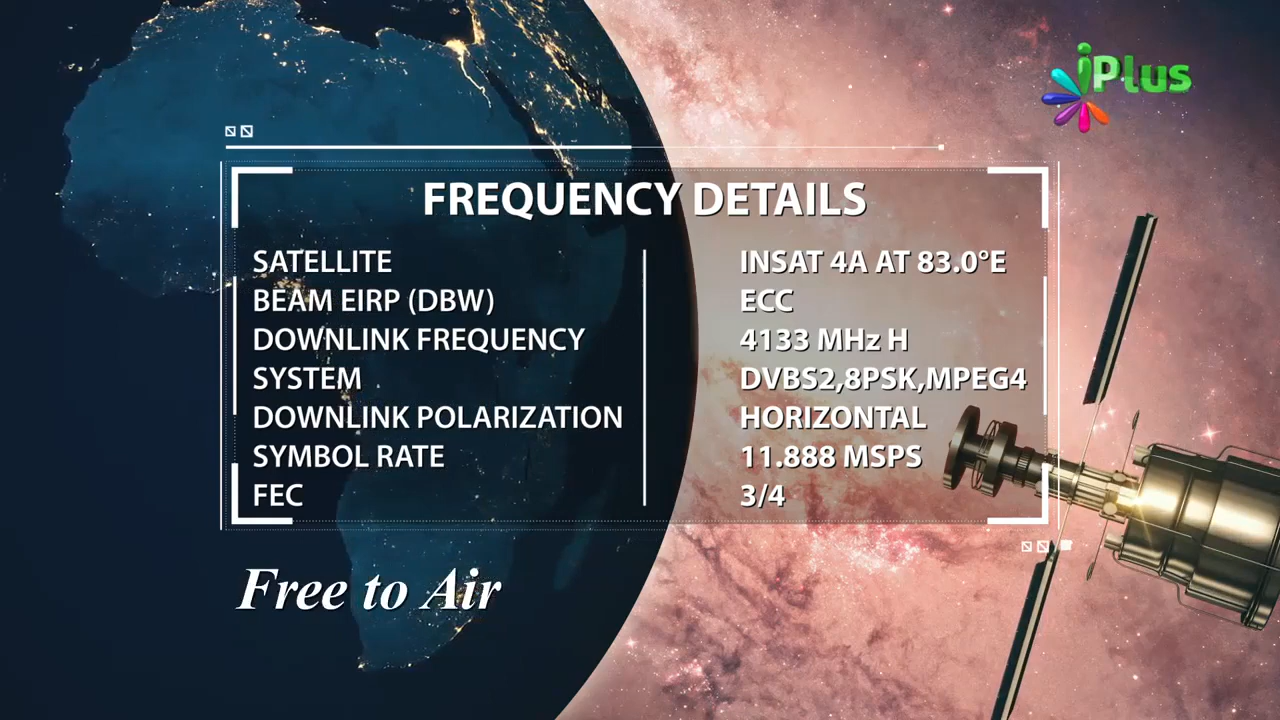 iPlus
FREQUENCY DETAILS
SATELLITE INSAT 4A AT 83.0°E
BEAM EIRP (DBW) ECC
DOWNLINK FREQUENCY 4133 MHz H
SYSTEM DVBS2,8PSK,MPEG4
DOWNLINK POLARIZATION HORIZONTAL
SYMBOL RATE 11.888 MSPS
FEC 3/4
Free to Air